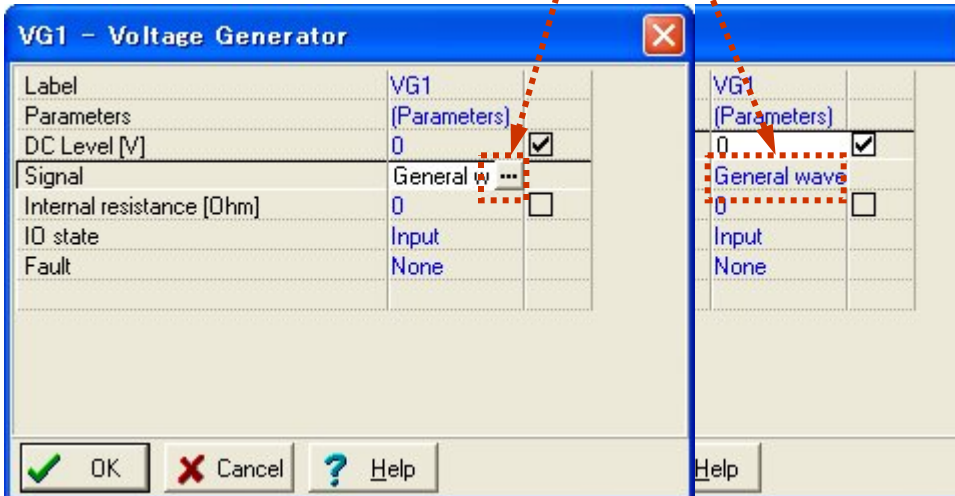 VG1 - Voltage Generator
Label VG1
Parameters (Parameters)
DC Level [V] 0
Signal General w ...
Internal resistance [Ohm] 0
IO state Input
Fault None
OK Cancel ? Help
VG1
(Parameters)
0
General wave
0
Input
None
Help